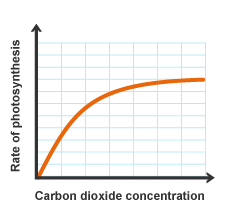 Rate of photosynthesis
Carbon dioxide concentration